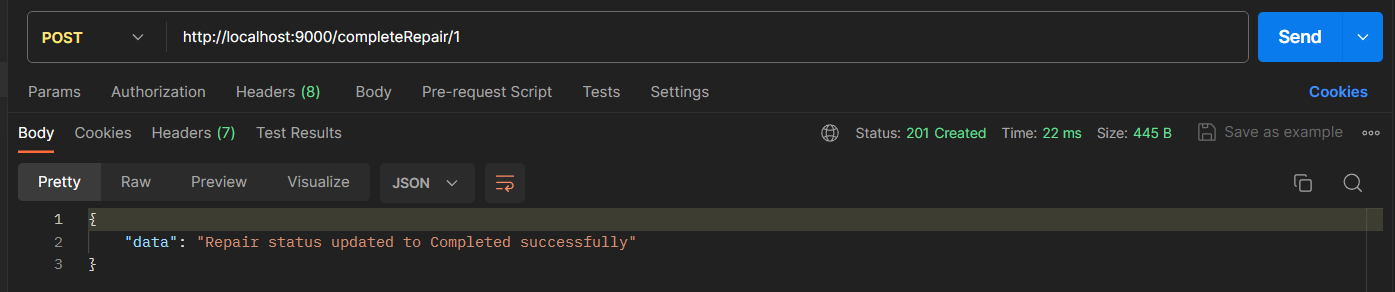 POST http://localhost:9000/completeRepair/1 Send
Params Authorization Headers (8) Body Pre-request Script Tests Settings Cookies
Body Cookies Headers (7) Test Results Status: 201 Created Time: 22 ms Size: 445 B Save as example
Pretty Raw Preview Visualize JSON
1 {
2 "data": "Repair status updated to Completed successfully"
3 }